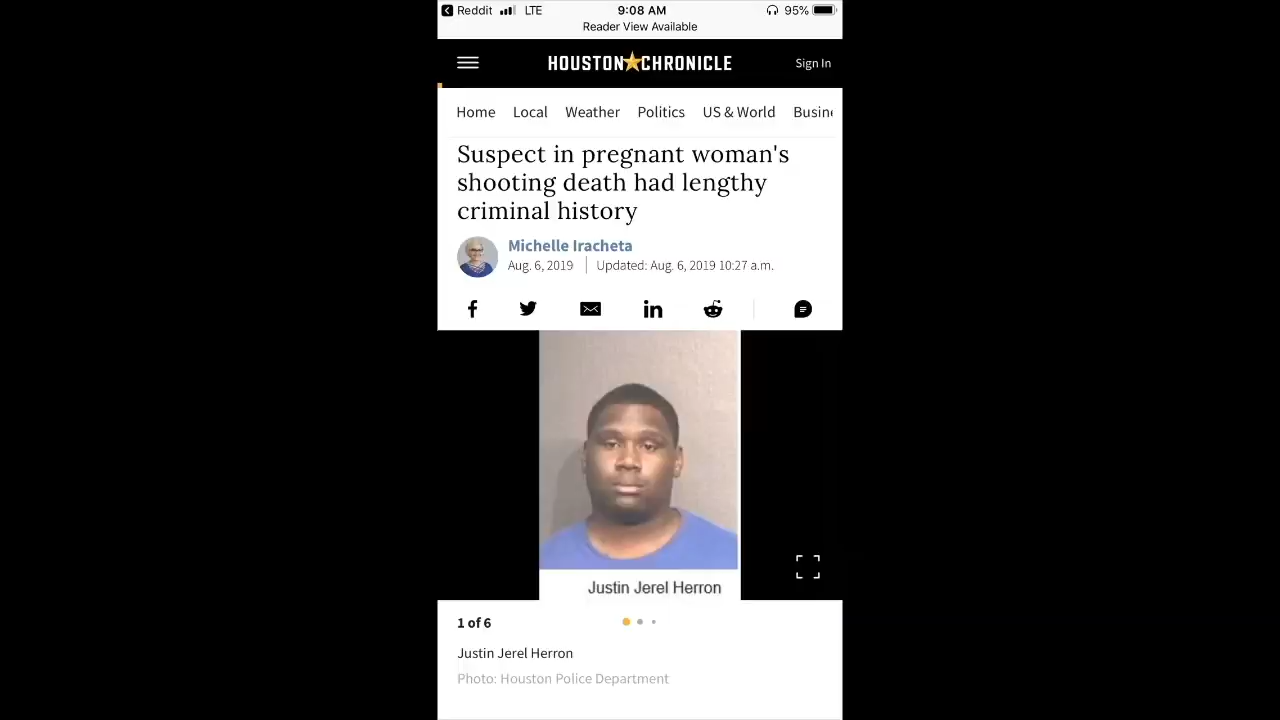 Reddit LTE 9:08 AM 95%
Reader View Available
HOUSTON CHRONICLE Sign In
Home Local Weather Politics US & World Busine
Suspect in pregnant woman's
shooting death had lengthy
criminal history
Michelle Iracheta
Aug. 6, 2019 | Updated: Aug. 6, 2019 10:27 a.m.
Justin Jerel Herron
1 of 6
Justin Jerel Herron
Photo: Houston Police Department